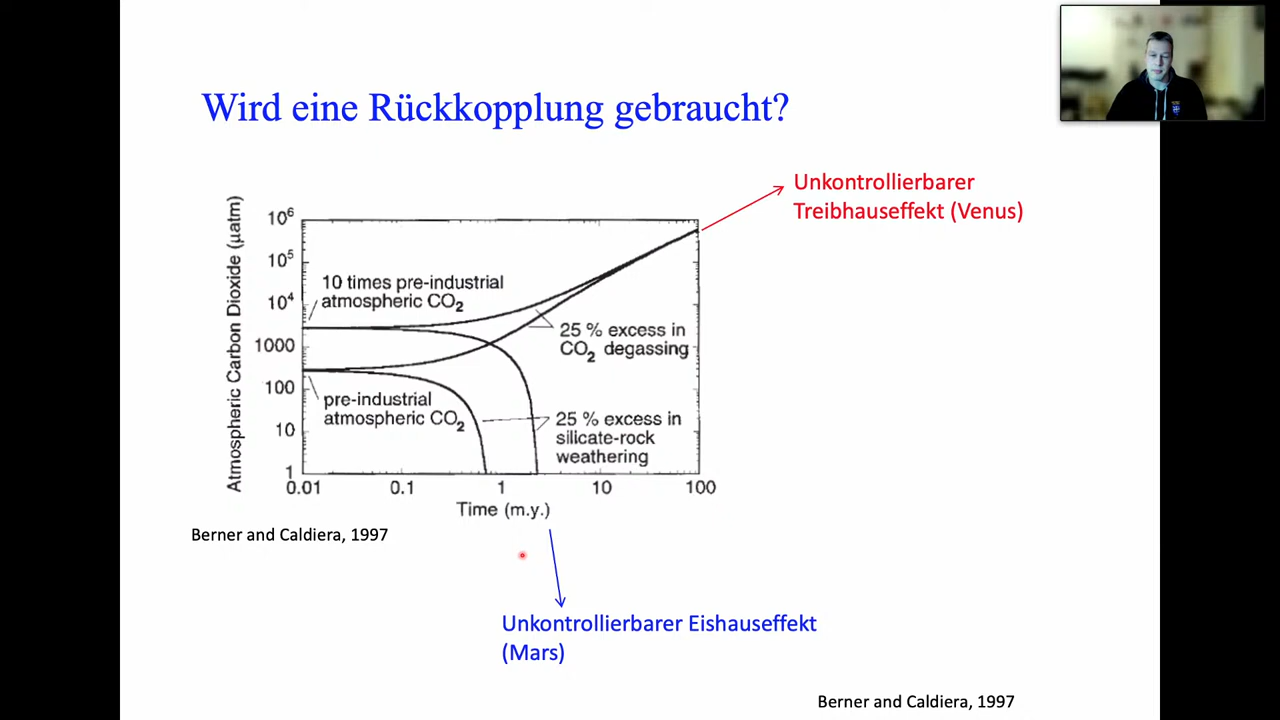 Wird eine Rückkopplung gebraucht?
Unkontrollierbarer
Treibhauseffekt (Venus)
Atmospheric Carbon Dioxide (µatm)
10⁶
10⁵
10⁴
1000
100
10
1
10 times pre-industrial
atmospheric CO₂
25 % excess in
CO₂ degassing
pre-industrial
atmospheric CO₂
25 % excess in
silicate-rock
weathering
0.01 0.1 1 10 100
Time (m.y.)
Berner and Caldiera, 1997
Unkontrollierbarer Eishauseffekt
(Mars)
Berner and Caldiera, 1997